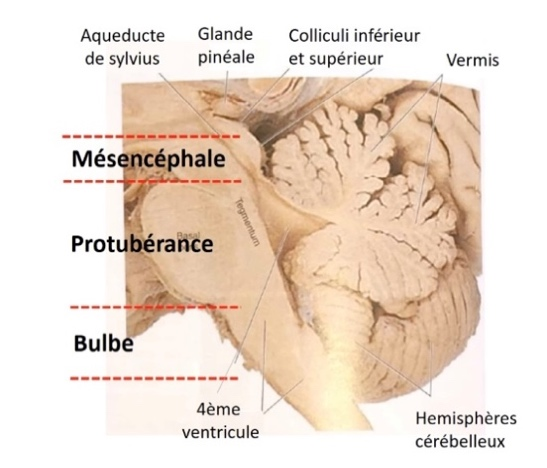 Aqueducte
de sylvius
Glande
pinéale
Colliculi inférieur
et supérieur
Vermis
Mésencéphale
Tegmentum
Basal
Protubérance
Bulbe
4ème
ventricule
Hemisphères
cérébelleux